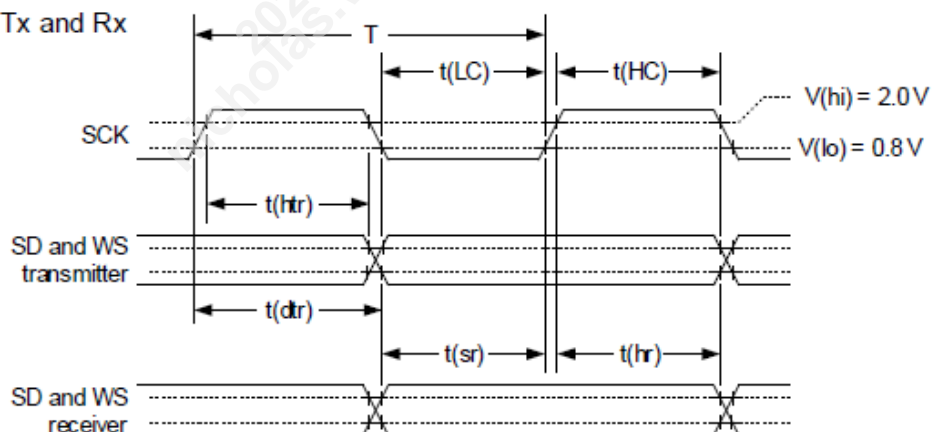 Tx and Rx
T
t(LC)
t(HC)
V(hi) = 2.0 V
SCK
V(lo) = 0.8 V
t(htr)
SD and WS
transmitter
t(dtr)
t(sr)
t(hr)
SD and WS
receiver